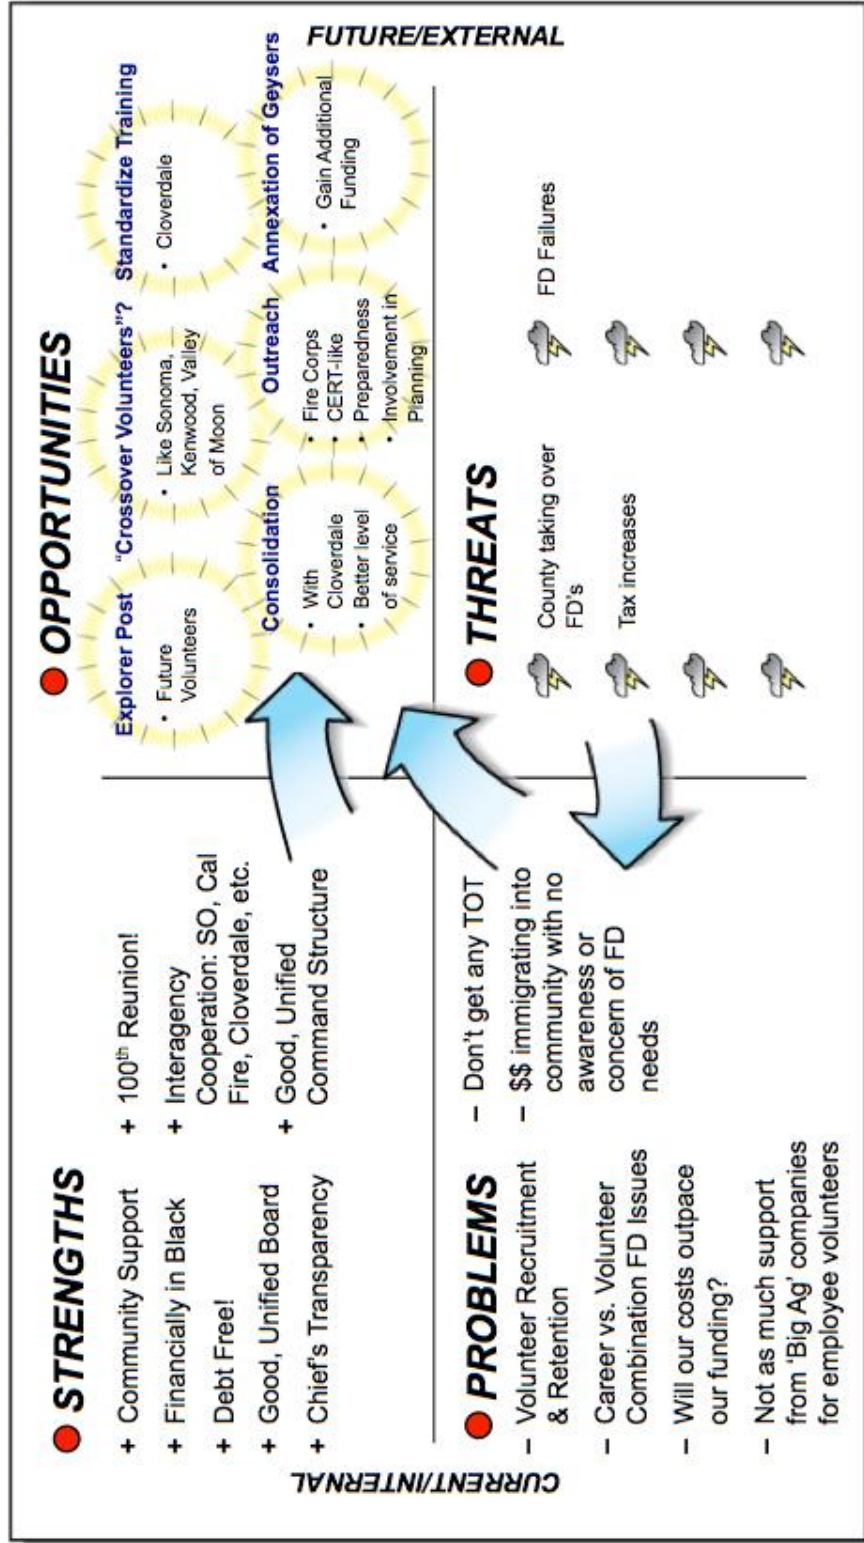 CURRENT/INTERNAL
STRENGTHS
+ Community Support
+ Financially in Black
+ Debt Free!
+ Good, Unified Board
+ Chief's Transparency
+ 100th Reunion!
+ Interagency
Cooperation: SO, Cal
Fire, Cloverdale, etc.
+ Good, Unified
Command Structure
OPPORTUNITIES
Explorer Post
• Future
Volunteers
"Crossover Volunteers"?
• Like Sonoma,
Kenwood, Valley
of Moon
Standardize Training
• Cloverdale
Consolidation
• With
Cloverdale
• Better level
of service
Outreach
• Fire Corps
• CERT-like
• Preparedness
• Involvement in
Planning
Annexation of Geysers
• Gain Additional
Funding
FUTURE/EXTERNAL
PROBLEMS
– Volunteer Recruitment
& Retention
– Career vs. Volunteer
Combination FD Issues
– Will our costs outpace
our funding?
– Not as much support
from 'Big Ag' companies
for employee volunteers
– Don't get any TOT
– $$ immigrating into
community with no
awareness or
concern of FD
needs
THREATS
County taking over
FD's
Tax increases
FD Failures